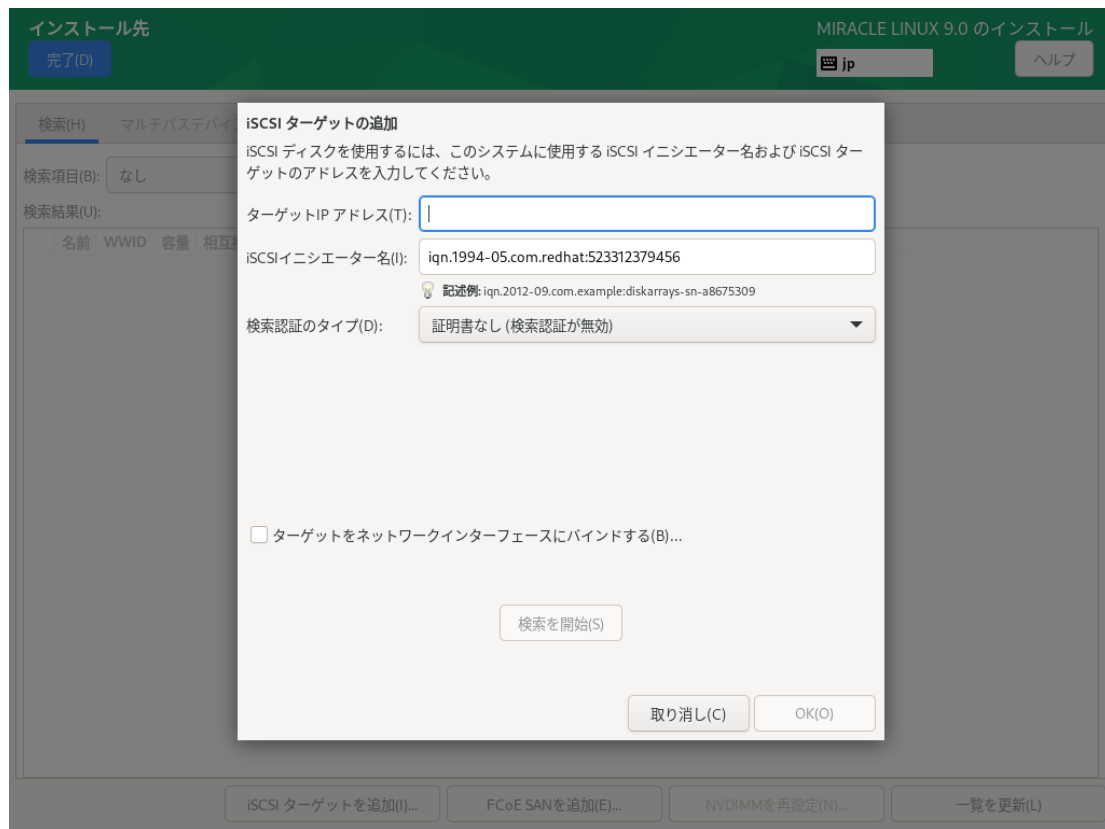 インストール先
MIRACLE LINUX 9.0 のインストール
完了(D)
jp
ヘルプ
検索(H)
マルチパスデバイ
検索項目(B):
なし
検索結果(U):
名前 WWID 容量 相互
iSCSI ターゲットの追加
iSCSI ディスクを使用するには、このシステムに使用する iSCSI イニシエーター名および iSCSI ター
ゲットのアドレスを入力してください。
ターゲットIP アドレス(T):
iSCSIイニシエーター名(I):
iqn.1994-05.com.redhat:523312379456
記述例: iqn.2012-09.com.example:diskarrays-sn-a8675309
検索認証のタイプ(D):
証明書なし (検索認証が無効)
ターゲットをネットワークインターフェースにバインドする(B)...
検索を開始(S)
取り消し(C)
OK(O)
iSCSI ターゲットを追加(I)...
FCoE SANを追加(E)...
NVDIMMを再設定(N)...
一覧を更新(L)